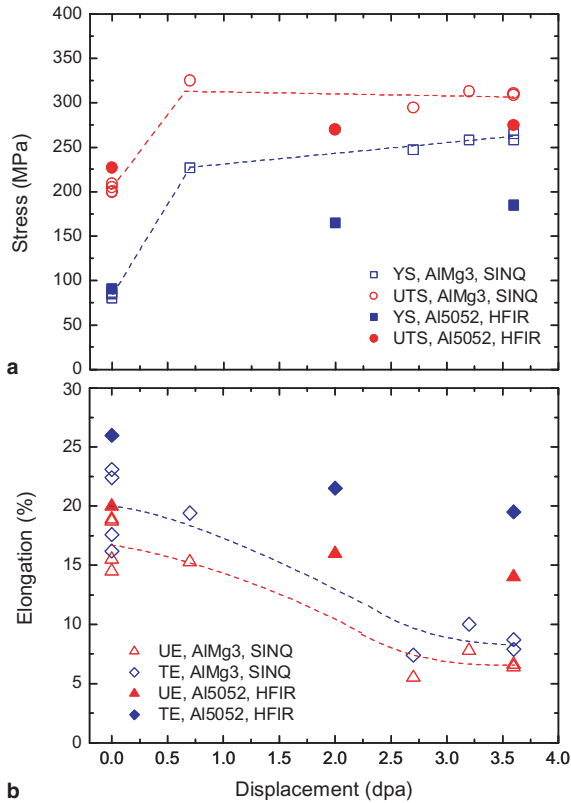 400
350
300
250
200
150
100
50
0
Stress (MPa)
YS, AlMg3, SINQ
UTS, AlMg3, SINQ
YS, Al5052, HFIR
UTS, Al5052, HFIR
a
30
25
20
15
10
5
0
Elongation (%)
UE, AlMg3, SINQ
TE, AlMg3, SINQ
UE, Al5052, HFIR
TE, Al5052, HFIR
0.0 0.5 1.0 1.5 2.0 2.5 3.0 3.5 4.0
Displacement (dpa)
b